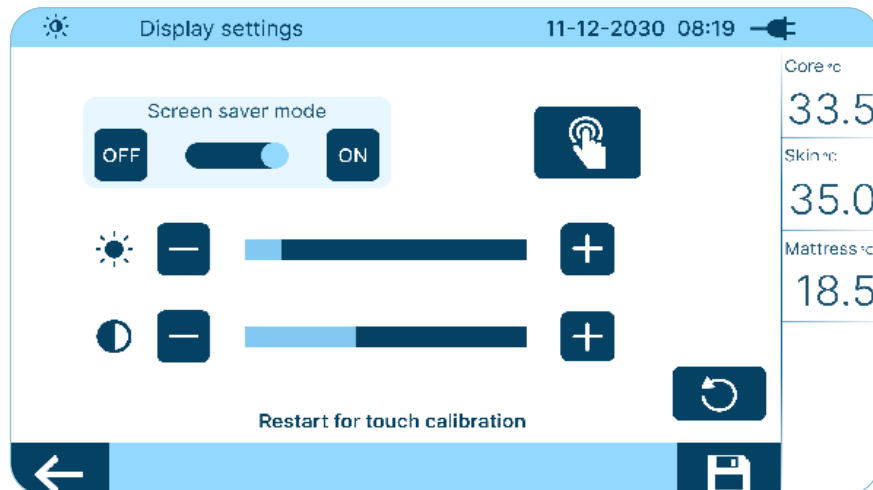 Display settings
11-12-2030 08:19
Core °C
33.5
Screen saver mode
OFF
ON
Skin °C
35.0
Mattress °C
18.5
Restart for touch calibration